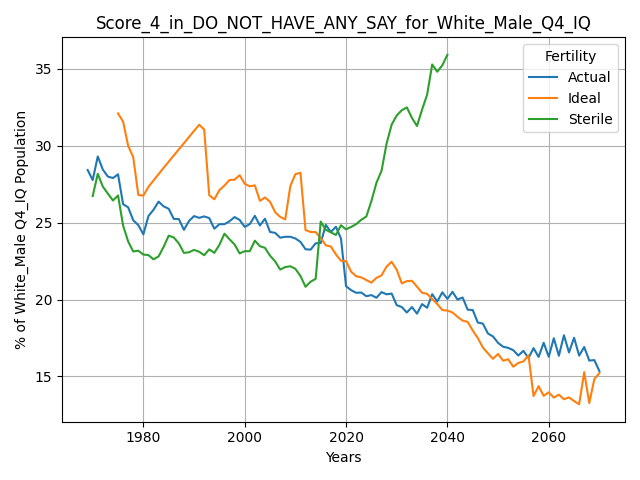 Score_4_in_DO_NOT_HAVE_ANY_SAY_for_White_Male_Q4_IQ
Fertility
Actual
Ideal
Sterile
% of White_Male Q4_IQ Population
35
30
25
20
15
1980
2000
2020
2040
2060
Years